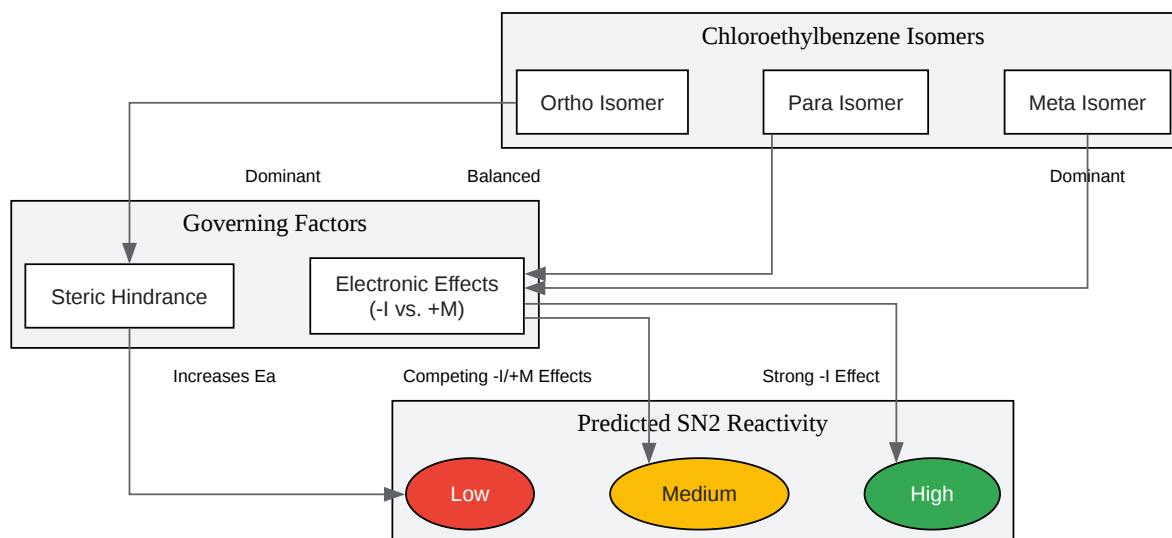 Chloroethylbenzene Isomers
Ortho Isomer
Para Isomer
Meta Isomer
Dominant
Balanced
Dominant
Governing Factors
Steric Hindrance
Electronic Effects
(-I vs. +M)
Increases Ea
Competing -I/+M Effects
Strong -I Effect
Predicted SN2 Reactivity
Low
Medium
High